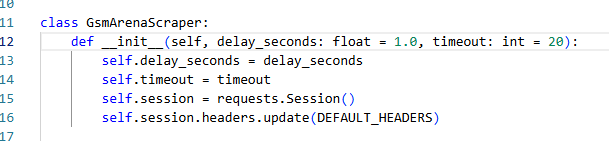 10
11 class GsmArenaScraper:
12     def __init__(self, delay_seconds: float = 1.0, timeout: int = 20):
13         self.delay_seconds = delay_seconds
14         self.timeout = timeout
15         self.session = requests.Session()
16         self.session.headers.update(DEFAULT_HEADERS)
17